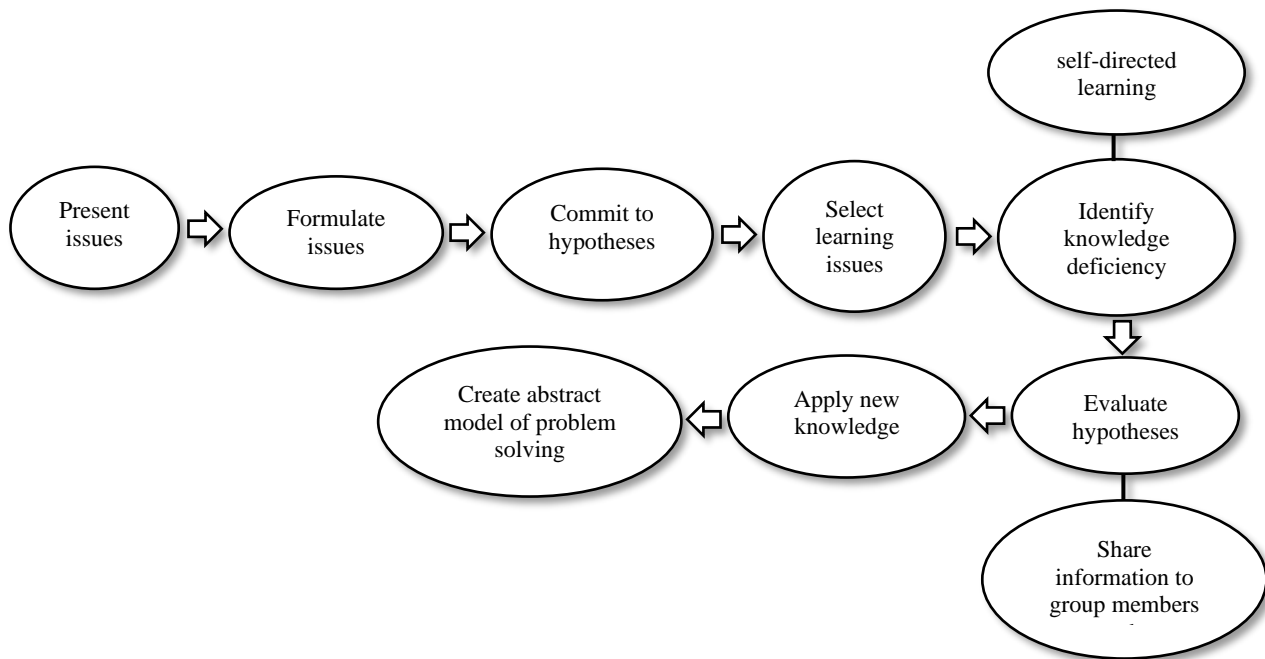 self-directed
learning
Present
issues
Formulate
issues
Commit to
hypotheses
Select
learning
issues
Identify
knowledge
deficiency
Create abstract
model of problem
solving
Apply new
knowledge
Evaluate
hypotheses
Share
information to
group members